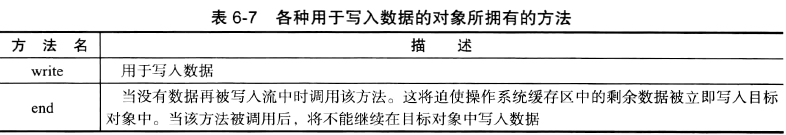 表 6-7 各种用于写入数据的对象所拥有的方法
方 法 名 描 述
write 用于写入数据
end 当没有数据再被写入流中时调用该方法。这将迫使操作系统缓存区中的剩余数据被立即写入目标
对象中。当该方法被调用后，将不能继续在目标对象中写入数据